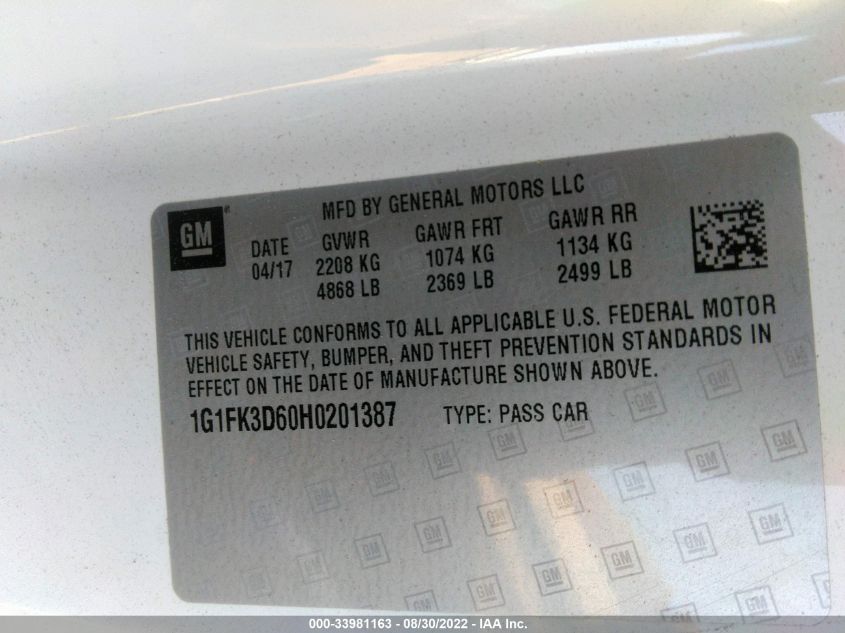 MFD BY GENERAL MOTORS LLC
GM ® DATE GVWR GAWR FRT GAWR RR
04/17 2208 KG 1074 KG 1134 KG
4868 LB 2369 LB 2499 LB
THIS VEHICLE CONFORMS TO ALL APPLICABLE U.S. FEDERAL MOTOR
VEHICLE SAFETY, BUMPER, AND THEFT PREVENTION STANDARDS IN
EFFECT ON THE DATE OF MANUFACTURE SHOWN ABOVE.
1G1FK3D60H0201387 TYPE: PASS CAR
000-33981163 - 08/30/2022 - IAA Inc.